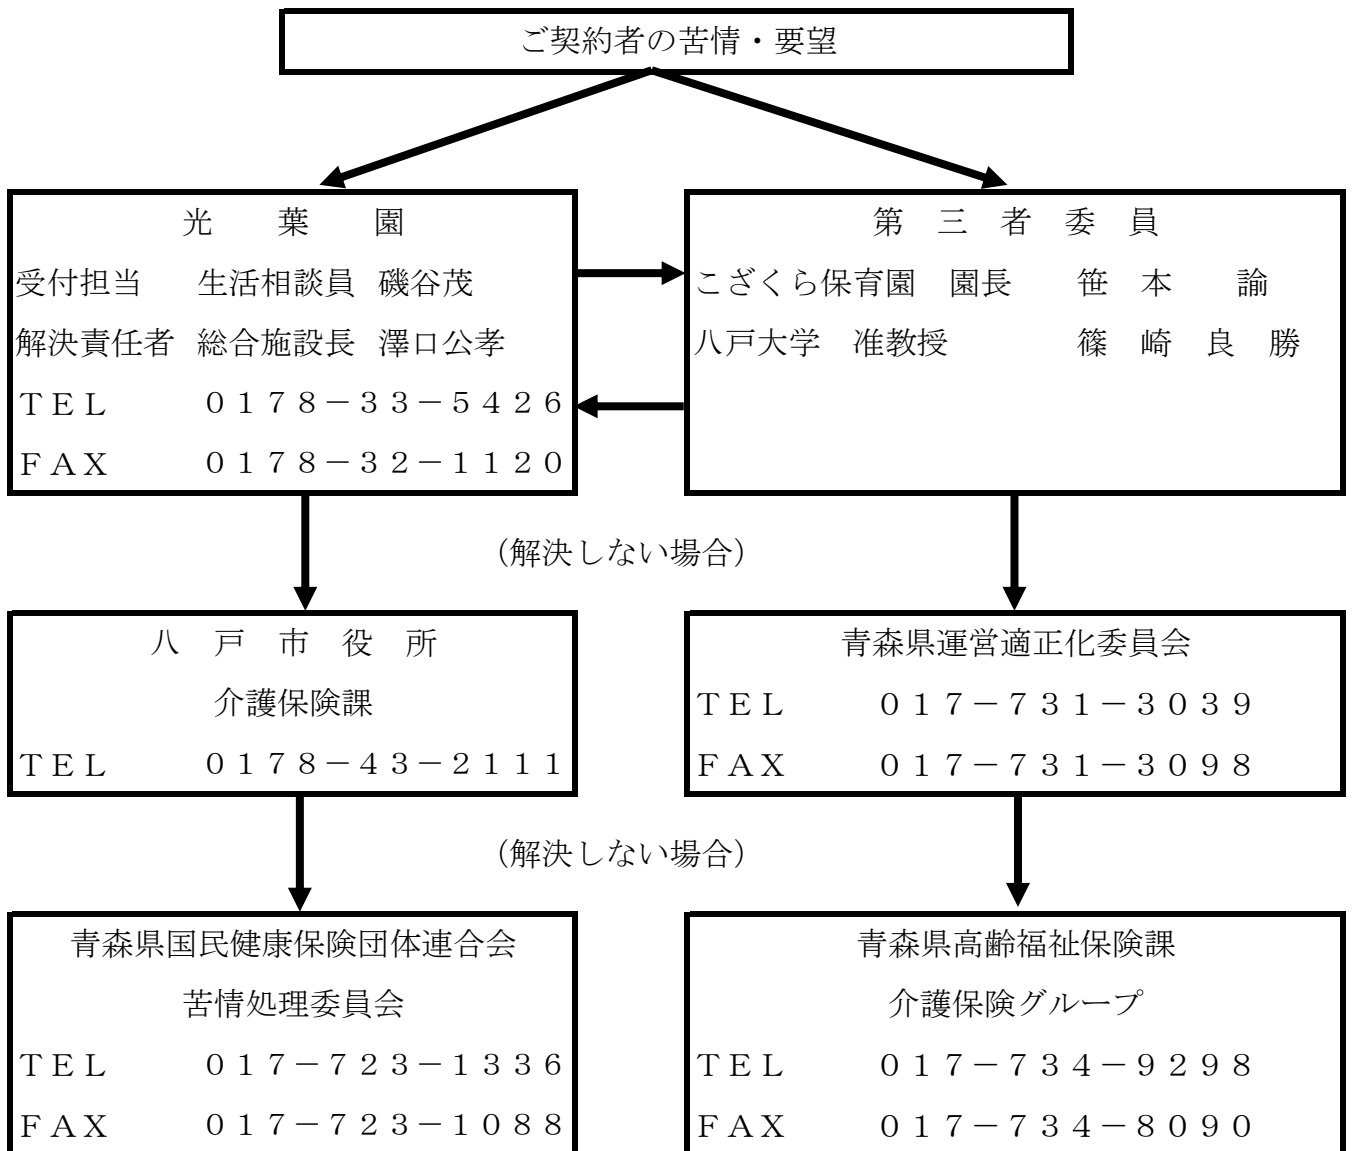 ご契約者の苦情・要望
光　葉　園
受付担当　生活相談員　磯谷茂
解決責任者　総合施設長　澤口公孝
ＴＥＬ　０１７８－３３－５４２６
ＦＡＸ　０１７８－３２－１１２０
第　三　者　委　員
こざくら保育園　園長　笹　本　諭
八戸大学　准教授　篠　崎　良　勝
（解決しない場合）
八　戸　市　役　所
介護保険課
ＴＥＬ　０１７８－４３－２１１１
青森県運営適正化委員会
ＴＥＬ　０１７－７３１－３０３９
ＦＡＸ　０１７－７３１－３０９８
（解決しない場合）
青森県国民健康保険団体連合会
苦情処理委員会
ＴＥＬ　０１７－７２３－１３３６
ＦＡＸ　０１７－７２３－１０８８
青森県高齢福祉保険課
介護保険グループ
ＴＥＬ　０１７－７３４－９２９８
ＦＡＸ　０１７－７３４－８０９０